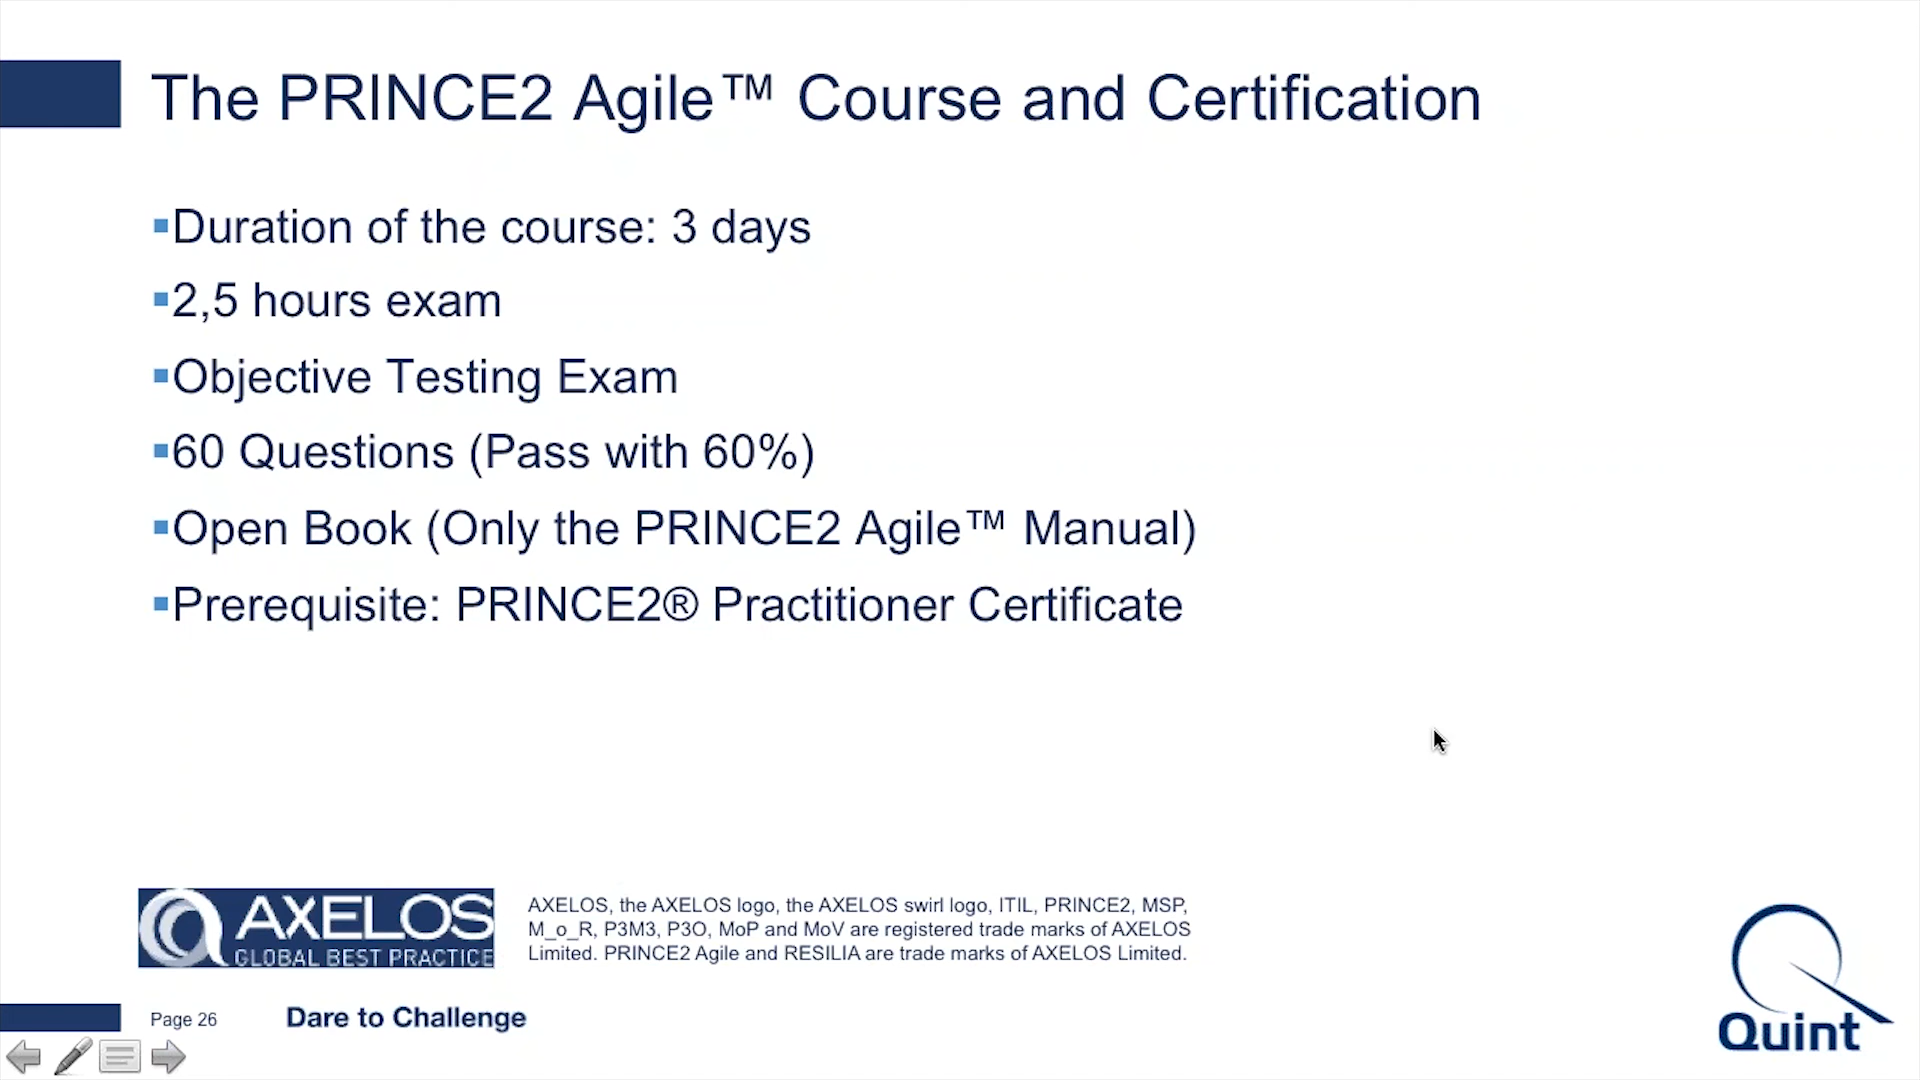 The PRINCE2 Agile™ Course and Certification
▪Duration of the course: 3 days
▪2,5 hours exam
▪Objective Testing Exam
▪60 Questions (Pass with 60%)
▪Open Book (Only the PRINCE2 Agile™ Manual)
▪Prerequisite: PRINCE2® Practitioner Certificate
AXELOS
GLOBAL BEST PRACTICE
AXELOS, the AXELOS logo, the AXELOS swirl logo, ITIL, PRINCE2, MSP,
M_o_R, P3M3, P3O, MoP and MoV are registered trade marks of AXELOS
Limited. PRINCE2 Agile and RESILIA are trade marks of AXELOS Limited.
Page 26
Dare to Challenge
Quint